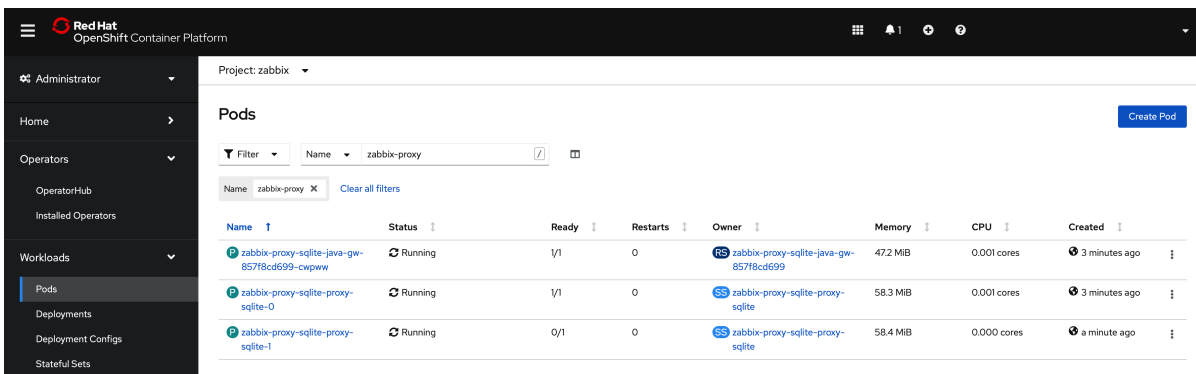 Red Hat
OpenShift Container Platform
1
Administrator
Project: zabbix
Home
Operators
OperatorHub
Installed Operators
Workloads
Pods
Deployments
Deployment Configs
Stateful Sets
Pods
Create Pod
Filter Name zabbix-proxy /
Name zabbix-proxy Clear all filters
Name Status Ready Restarts Owner Memory CPU Created
P zabbix-proxy-sqlite-java-gw- Running 1/1 0 RS zabbix-proxy-sqlite-java-gw- 47.2 MiB 0.001 cores 3 minutes ago
857f8cd699-cwpww 857f8cd699
P zabbix-proxy-sqlite-proxy- Running 1/1 0 SS zabbix-proxy-sqlite-proxy- 58.3 MiB 0.001 cores 3 minutes ago
sqlite-0 sqlite
P zabbix-proxy-sqlite-proxy- Running 0/1 0 SS zabbix-proxy-sqlite-proxy- 58.4 MiB 0.000 cores a minute ago
sqlite-1 sqlite